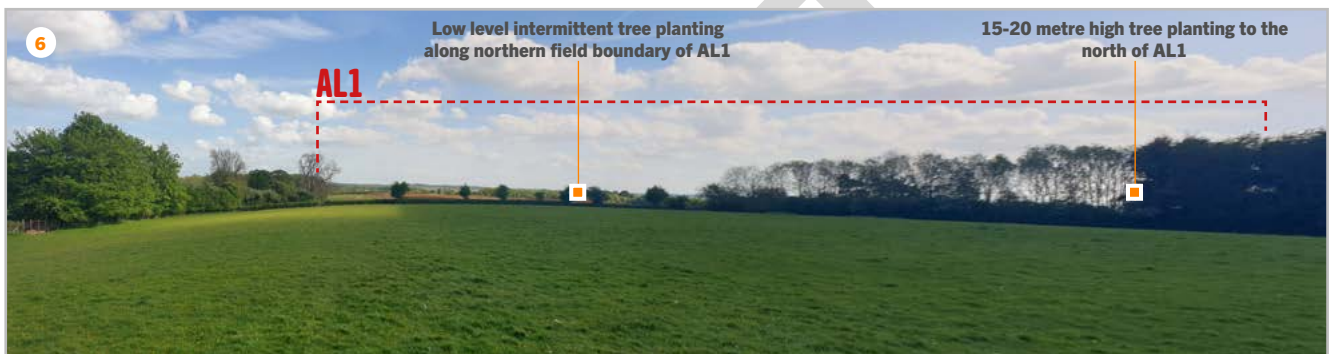 6
Low level intermittent tree planting
along northern field boundary of AL1
15-20 metre high tree planting to the
north of AL1
AL1